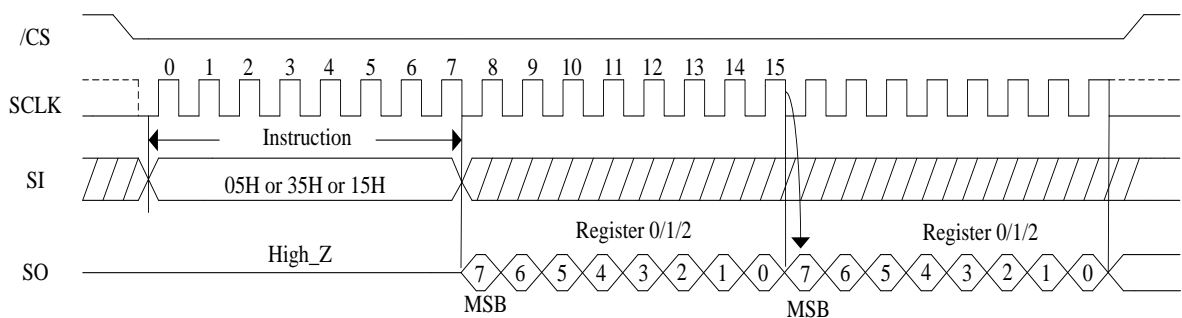 /CS
0 1 2 3 4 5 6 7 8 9 10 11 12 13 14 15
SCLK
Instruction
SI
05H or 35H or 15H
Register 0/1/2 Register 0/1/2
High_Z
SO
7 6 5 4 3 2 1 0 7 6 5 4 3 2 1 0
MSB MSB